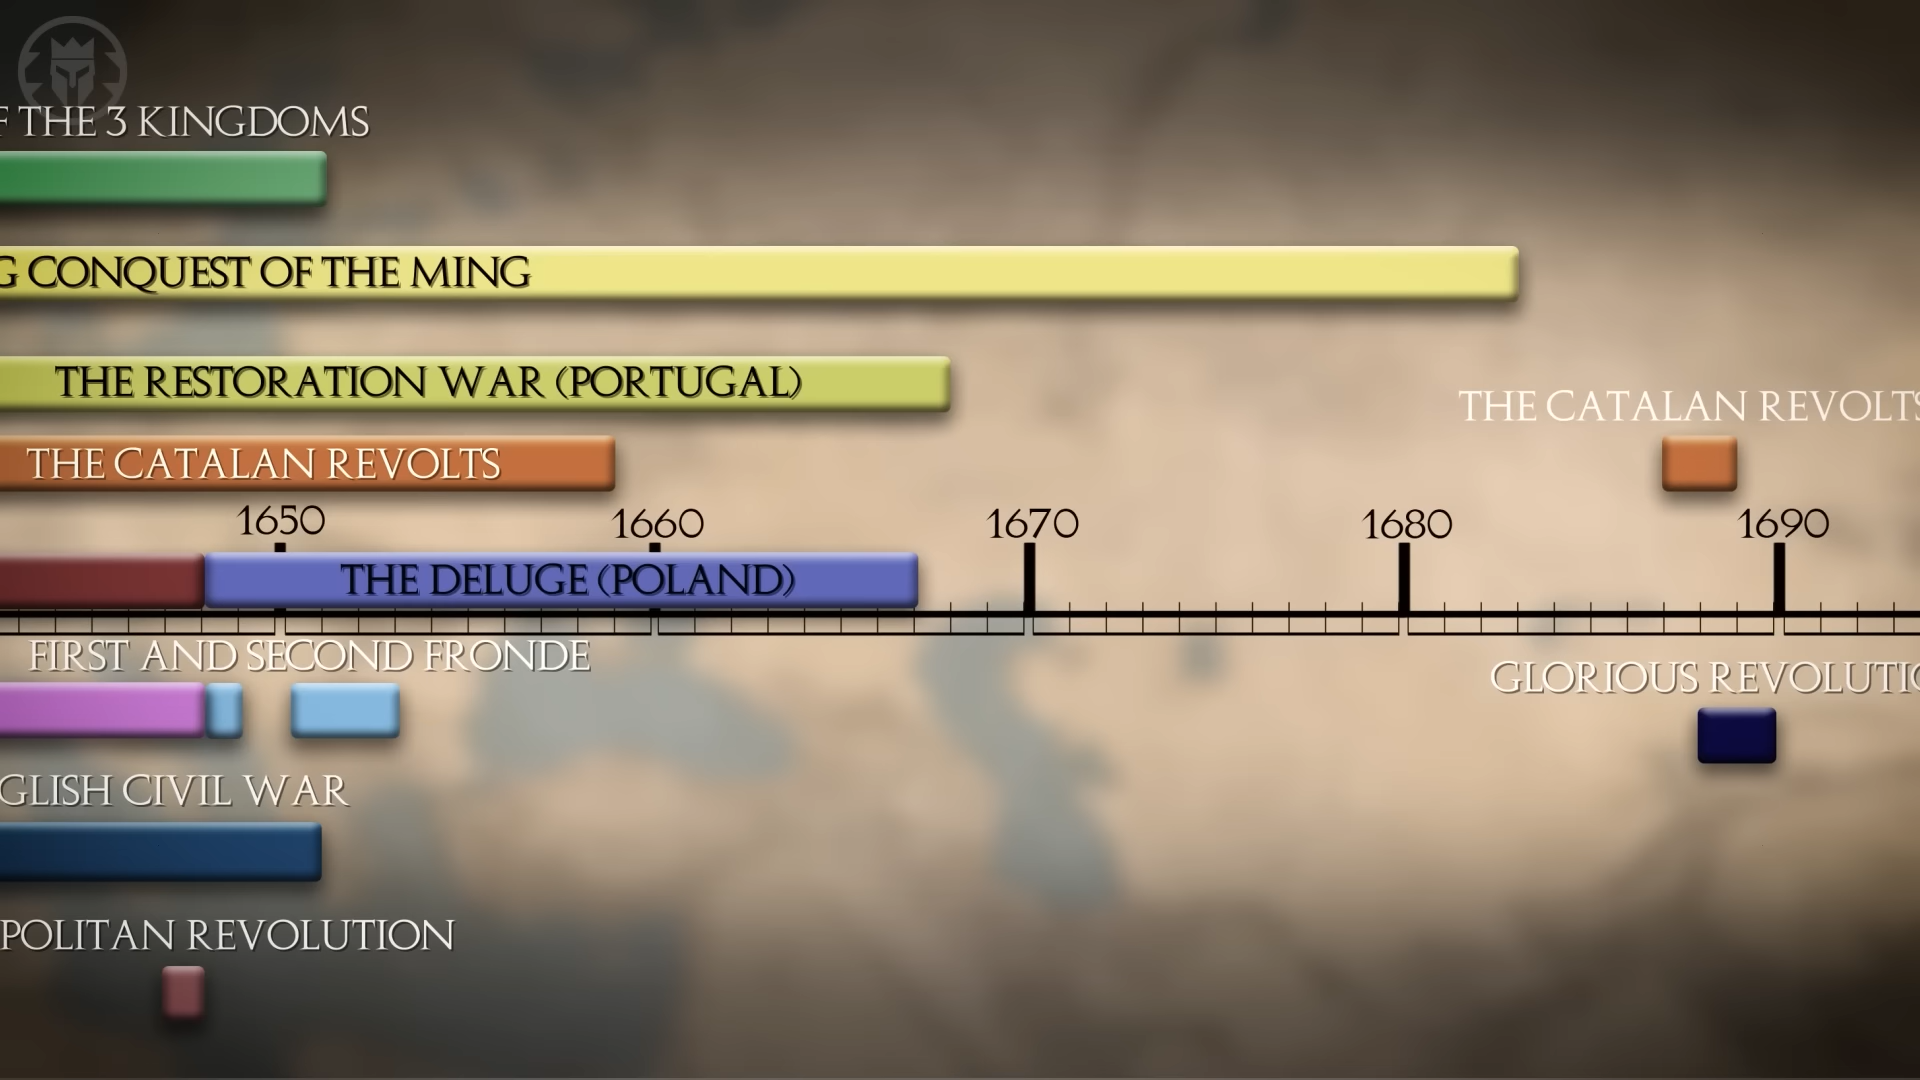 F THE 3 KINGDOMS
G CONQUEST OF THE MING
THE RESTORATION WAR (PORTUGAL)
THE CATALAN REVOLTS
THE CATALAN REVOLTS
1650 1660 1670 1680 1690
THE DELUGE (POLAND)
FIRST AND SECOND FRONDE
GLORIOUS REVOLUTIO
GLISH CIVIL WAR
POLITAN REVOLUTION